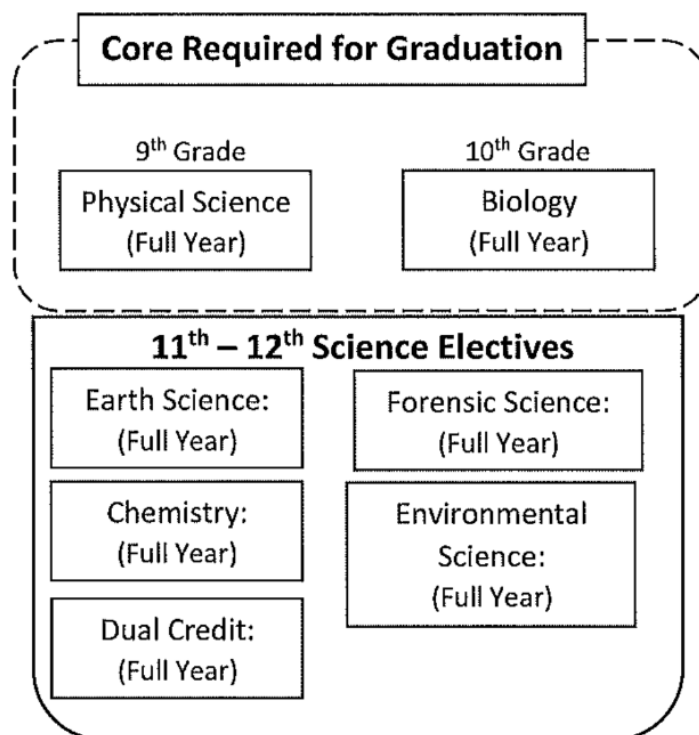 Core Required for Graduation
9th Grade
Physical Science
(Full Year)
10th Grade
Biology
(Full Year)
11th – 12th Science Electives
Earth Science:
(Full Year)
Chemistry:
(Full Year)
Dual Credit:
(Full Year)
Forensic Science:
(Full Year)
Environmental
Science:
(Full Year)